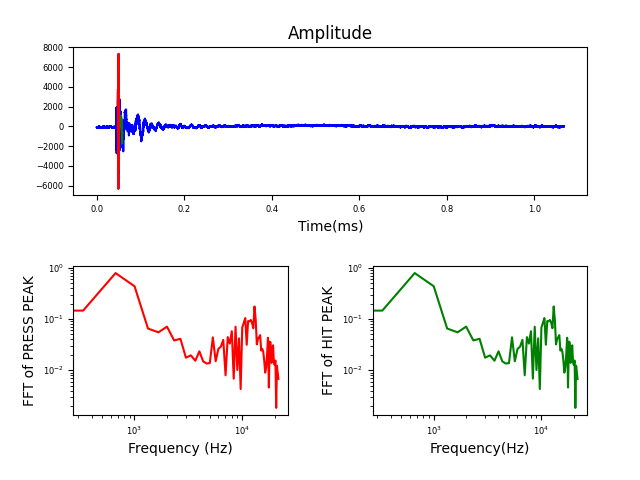 Amplitude
8000
6000
4000
2000
0
−2000
−4000
−6000
0.0 0.2 0.4 0.6 0.8 1.0
Time(ms)
FFT of PRESS PEAK
10⁰
10⁻¹
10⁻²
10³ 10⁴
Frequency (Hz)
FFT of HIT PEAK
10⁰
10⁻¹
10⁻²
10³ 10⁴
Frequency(Hz)